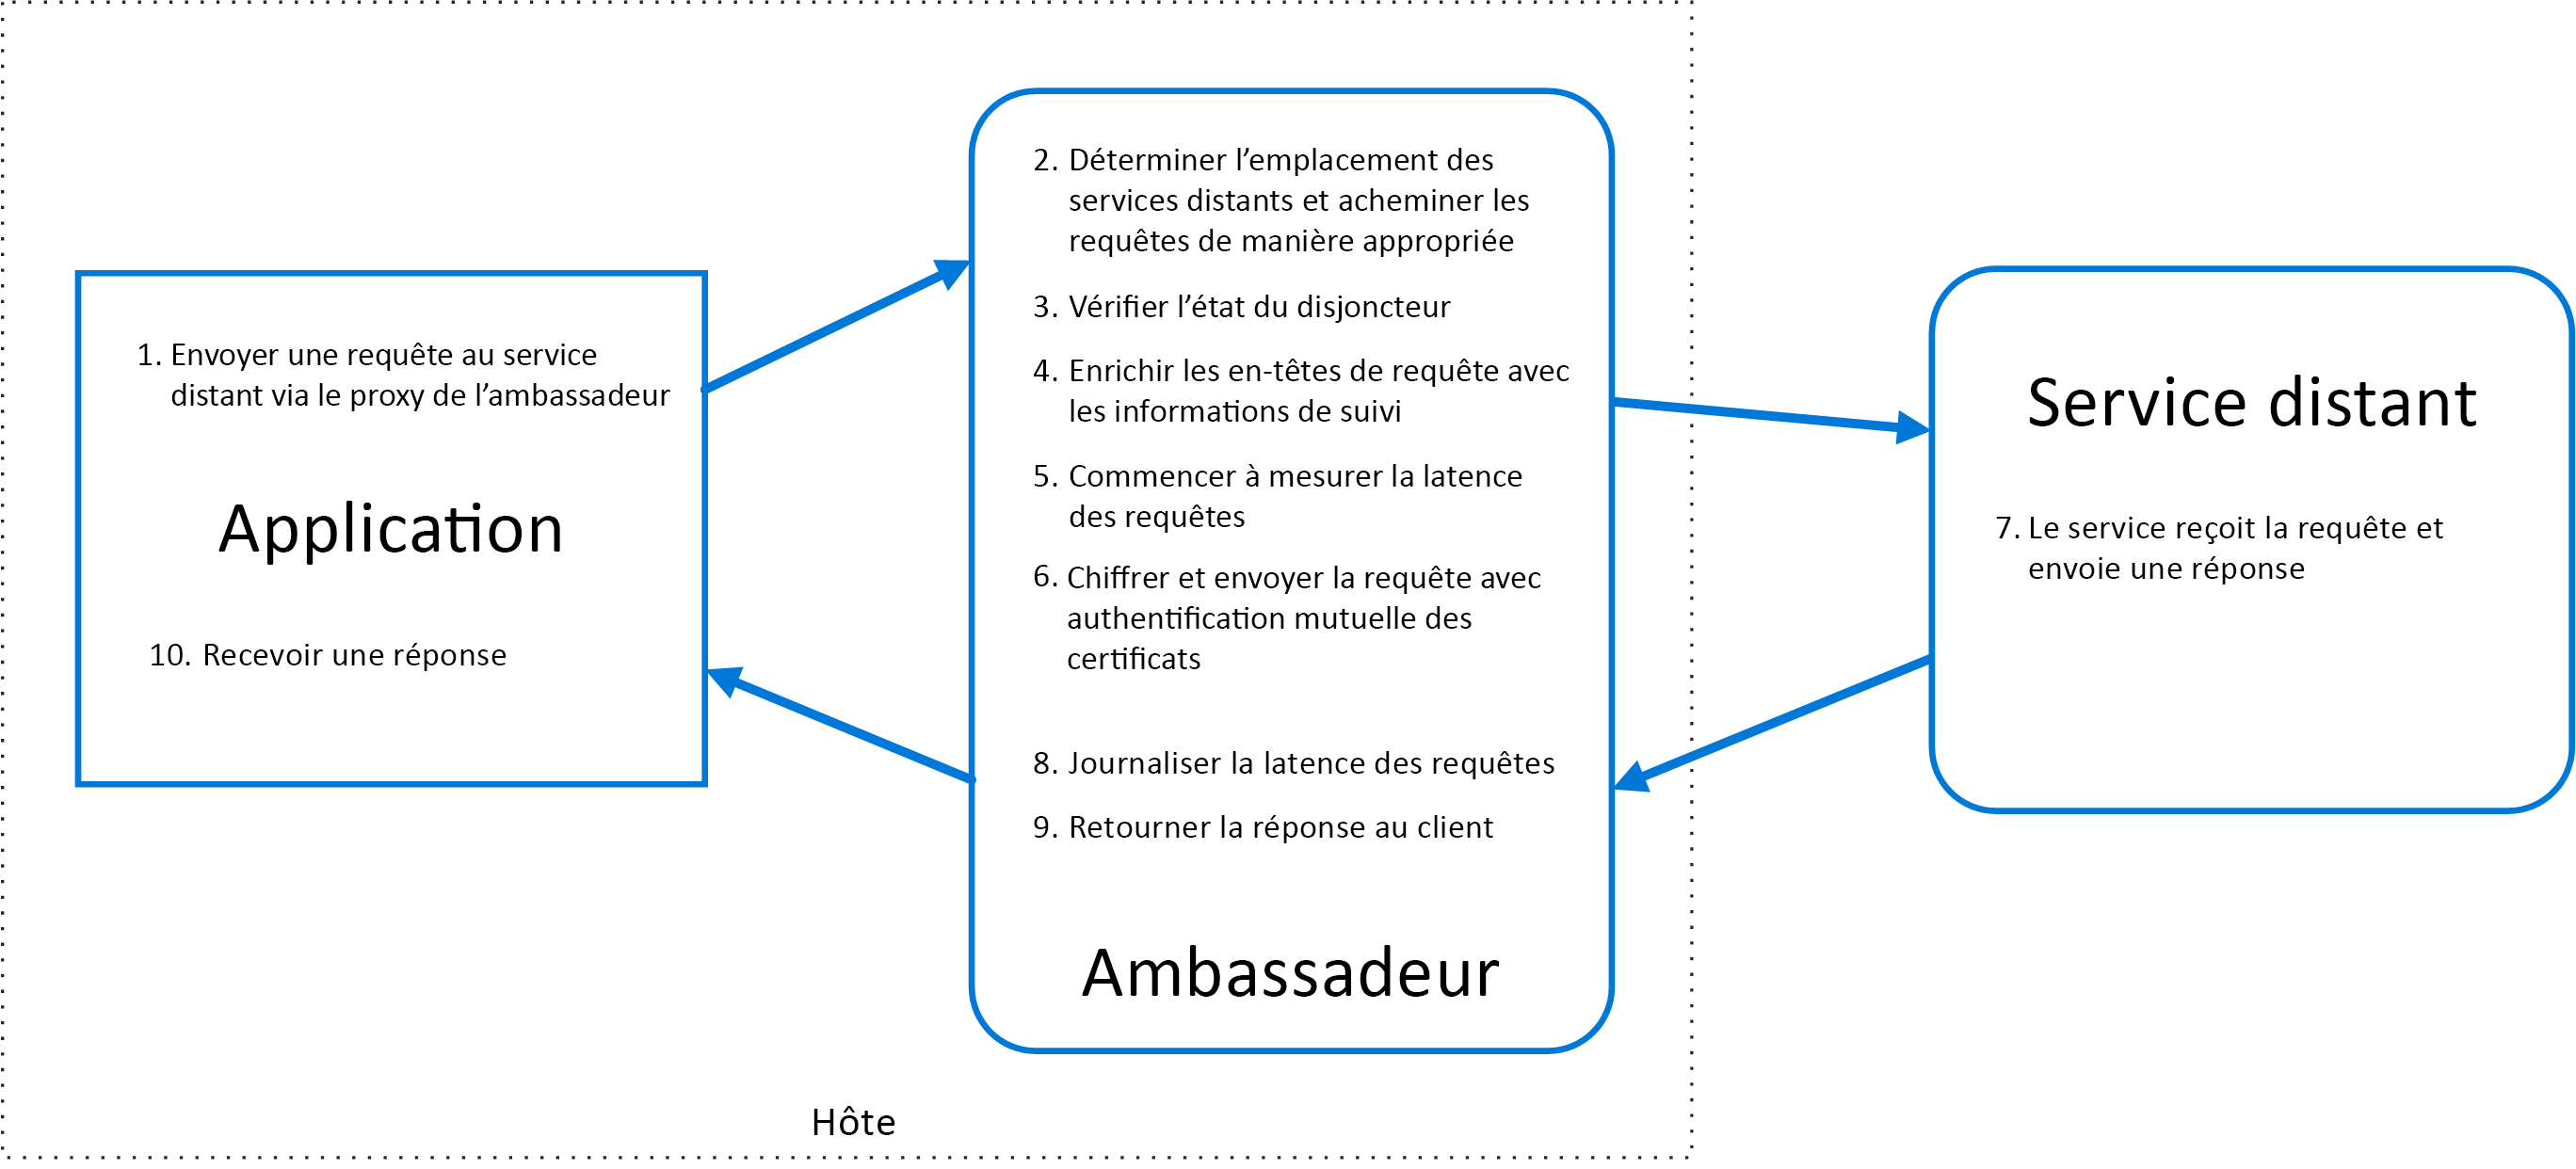 1. Envoyer une requête au service
distant via le proxy de l’ambassadeur
Application
10. Recevoir une réponse
2. Déterminer l’emplacement des
services distants et acheminer les
requêtes de manière appropriée
3. Vérifier l’état du disjoncteur
4. Enrichir les en-têtes de requête avec
les informations de suivi
5. Commencer à mesurer la latence
des requêtes
6. Chiffrer et envoyer la requête avec
authentification mutuelle des
certificats
8. Journaliser la latence des requêtes
9. Retourner la réponse au client
Ambassadeur
Service distant
7. Le service reçoit la requête et
envoie une réponse
Hôte